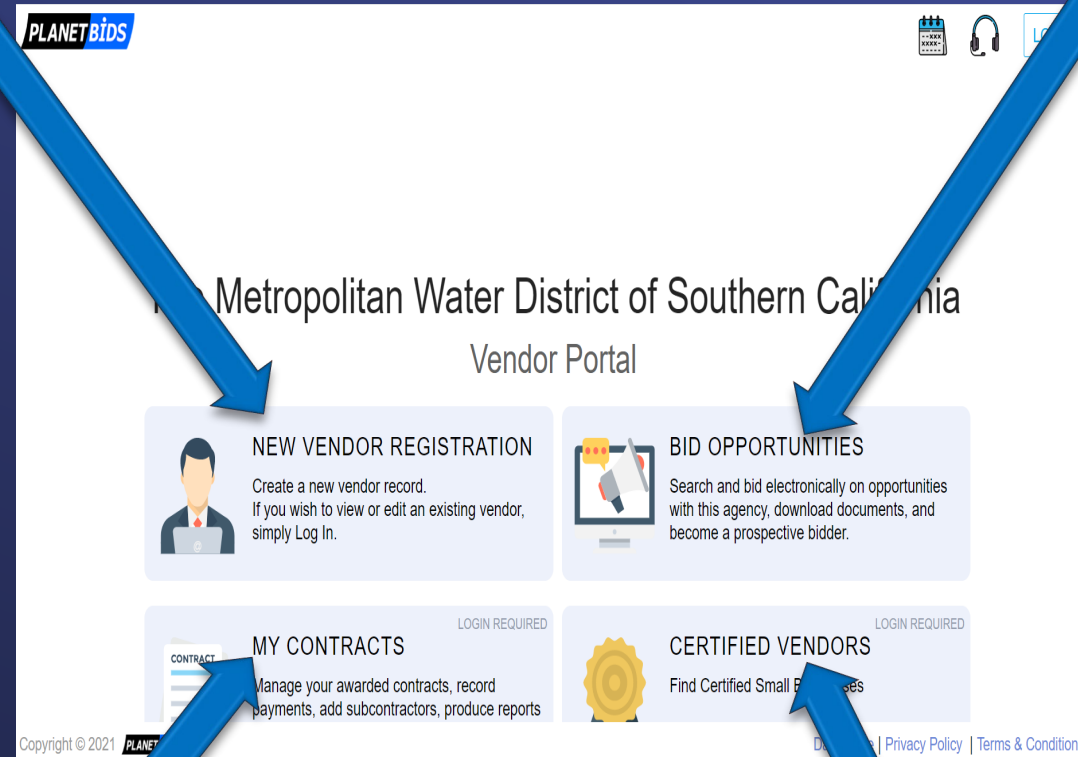 PLANETBIDS
--xxx
xxxx-
Metropolitan Water District of Southern
Vendor Portal
NEW VENDOR REGISTRATION
Create a new vendor record.
If you wish to view or edit an existing vendor,
simply Log In.
BID OPPORTUNITIES
Search and bid electronically on opportunities
with this agency, download documents, and
become a prospective bidder.
LOGIN REQUIRED
CONTRACT
MY CONTRACTS
Manage your awarded contracts, record
payments, add subcontractors, produce reports
LOGIN REQUIRED
CERTIFIED VENDORS
Find Certified Small
Copyright © 2021 PLANET
| Privacy Policy | Terms & Condition